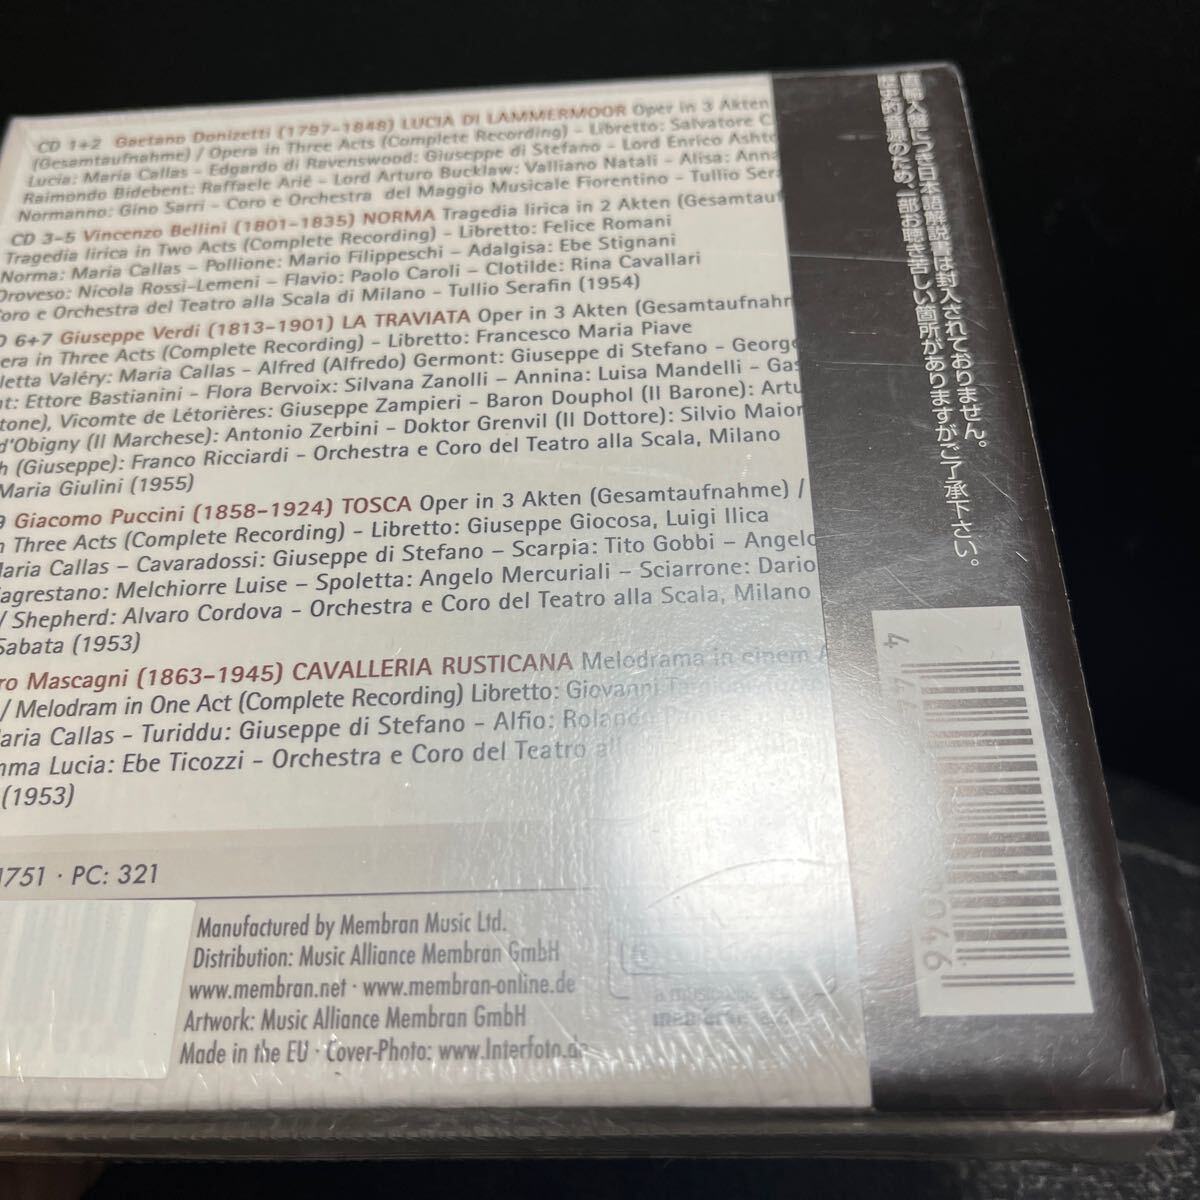 CD 1+2 Gaetano Donizetti (1797-1848) LUCIA DI LAMMERMOOR Oper in 3 Akten
(Gesamtaufnahme) / Opera in Three Acts (Complete Recording) - Libretto: Salvatore C
Lucia: Maria Callas - Edgardo di Ravenswood: Giuseppe di Stefano - Lord Enrico Ashto
Raimondo Bidebent: Raffaele Arié - Lord Arturo Bucklaw: Valliano Natali - Alisa: Anna
Normanno: Gino Sarri - Coro e Orchestra del Maggio Musicale Fiorentino - Tullio Sera
CD 3-5 Vincenzo Bellini (1801-1835) NORMA Tragedia lirica in 2 Akten (Gesamtauf
Tragedia lirica in Two Acts (Complete Recording) - Libretto: Felice Romani
Norma: Maria Callas - Pollione: Mario Filippeschi - Adalgisa: Ebe Stignani
Oroveso: Nicola Rossi-Lemeni - Flavio: Paolo Caroli - Clotilde: Rina Cavallari
oro e Orchestra del Teatro alla Scala di Milano - Tullio Serafin (1954)
D 6+7 Giuseppe Verdi (1813-1901) LA TRAVIATA Oper in 3 Akten (Gesamtaufnahr
era in Three Acts (Complete Recording) - Libretto: Francesco Maria Piave
letta Valéry: Maria Callas - Alfred (Alfredo) Germont: Giuseppe di Stefano - George
nt: Ettore Bastianini - Flora Bervoix: Silvana Zanolli - Annina: Luisa Mandelli - Gas
tone), Vicomte de Létorières: Giuseppe Zampieri - Baron Douphol (Il Barone): Artu
d'Obigny (Il Marchese): Antonio Zerbini - Doktor Grenvil (Il Dottore): Silvio Maior
h (Giuseppe): Franco Ricciardi - Orchestra e Coro del Teatro alla Scala, Milano
Maria Giulini (1955)
9 Giacomo Puccini (1858-1924) TOSCA Oper in 3 Akten (Gesamtaufnahme) /
n Three Acts (Complete Recording) - Libretto: Giuseppe Giocosa, Luigi Ilica
aria Callas - Cavaradossi: Giuseppe di Stefano - Scarpia: Tito Gobbi - Angelo
agrestano: Melchiorre Luise - Spoletta: Angelo Mercuriali - Sciarrone: Dario
/ Shepherd: Alvaro Cordova - Orchestra e Coro del Teatro alla Scala, Milano
Sabata (1953)
ro Mascagni (1863-1945) CAVALLERIA RUSTICANA Melodrama in einem A
/ Melodram in One Act (Complete Recording) Libretto: Giovanni
aria Callas - Turiddu: Giuseppe di Stefano - Alfio: Rolando
mma Lucia: Ebe Ticozzi - Orchestra e Coro del Teatro
(1953)
1751 · PC: 321
Manufactured by Membran Music Ltd.
Distribution: Music Alliance Membran GmbH
www.membran.net · www.membran-online.de
Artwork: Music Alliance Membran GmbH
Made in the EU · Cover-Photo: www.Interfoto.de
直輸入盤につき日本語解説書は封入されておりません。
歴史的音源のため、一部お聴き苦しい箇所がありますがご了承下さい。